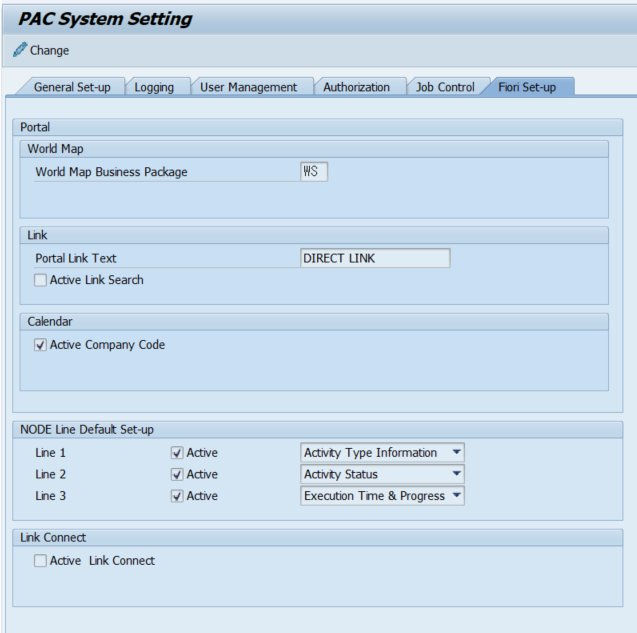 PAC System Setting
Change
General Set-up Logging User Management Authorization Job Control Fiori Set-up
Portal
World Map
World Map Business Package WS
Link
Portal Link Text DIRECT LINK
Active Link Search
Calendar
Active Company Code
NODE Line Default Set-up
Line 1 Active Activity Type Information
Line 2 Active Activity Status
Line 3 Active Execution Time & Progress
Link Connect
Active Link Connect